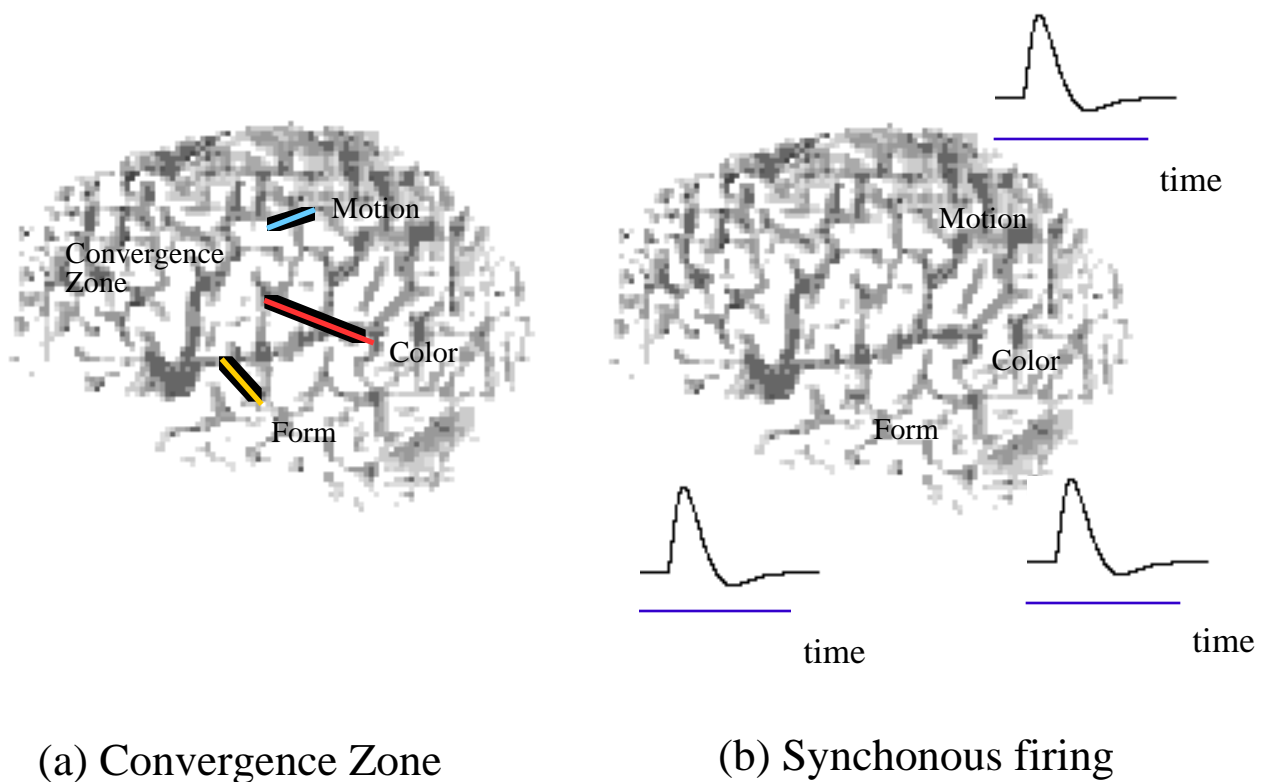 Motion
Convergence
Zone
Color
Form
(a) Convergence Zone
time
Motion
Color
Form
time
time
(b) Synchonous firing